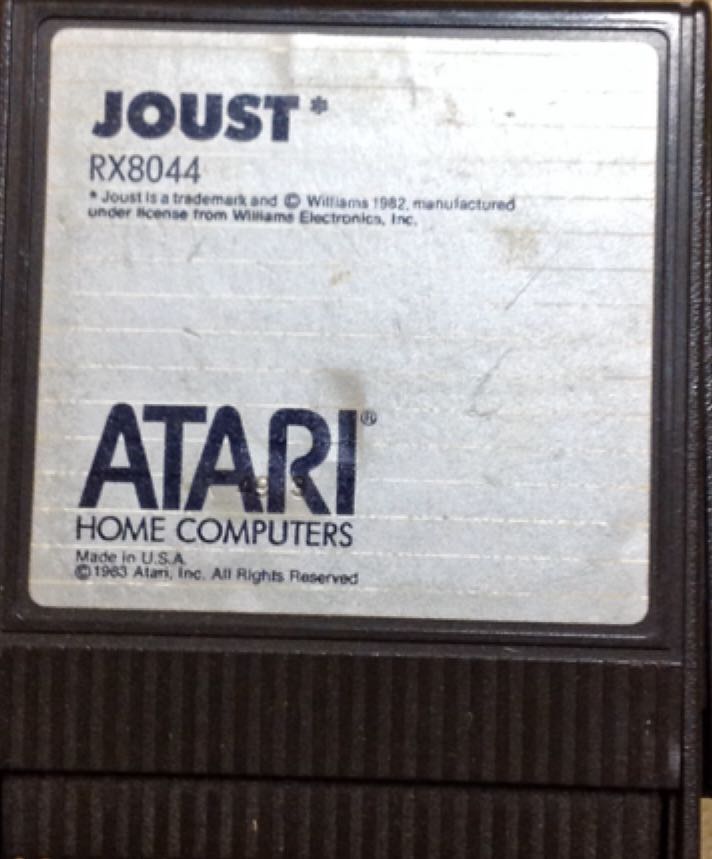 JOUST*
RX8044
* Joust is a trademark and © Williams 1982, manufactured
under license from Williams Electronics, Inc.
ATARI®
HOME COMPUTERS
Made in U.S.A.
©1983 Atari, Inc. All Rights Reserved